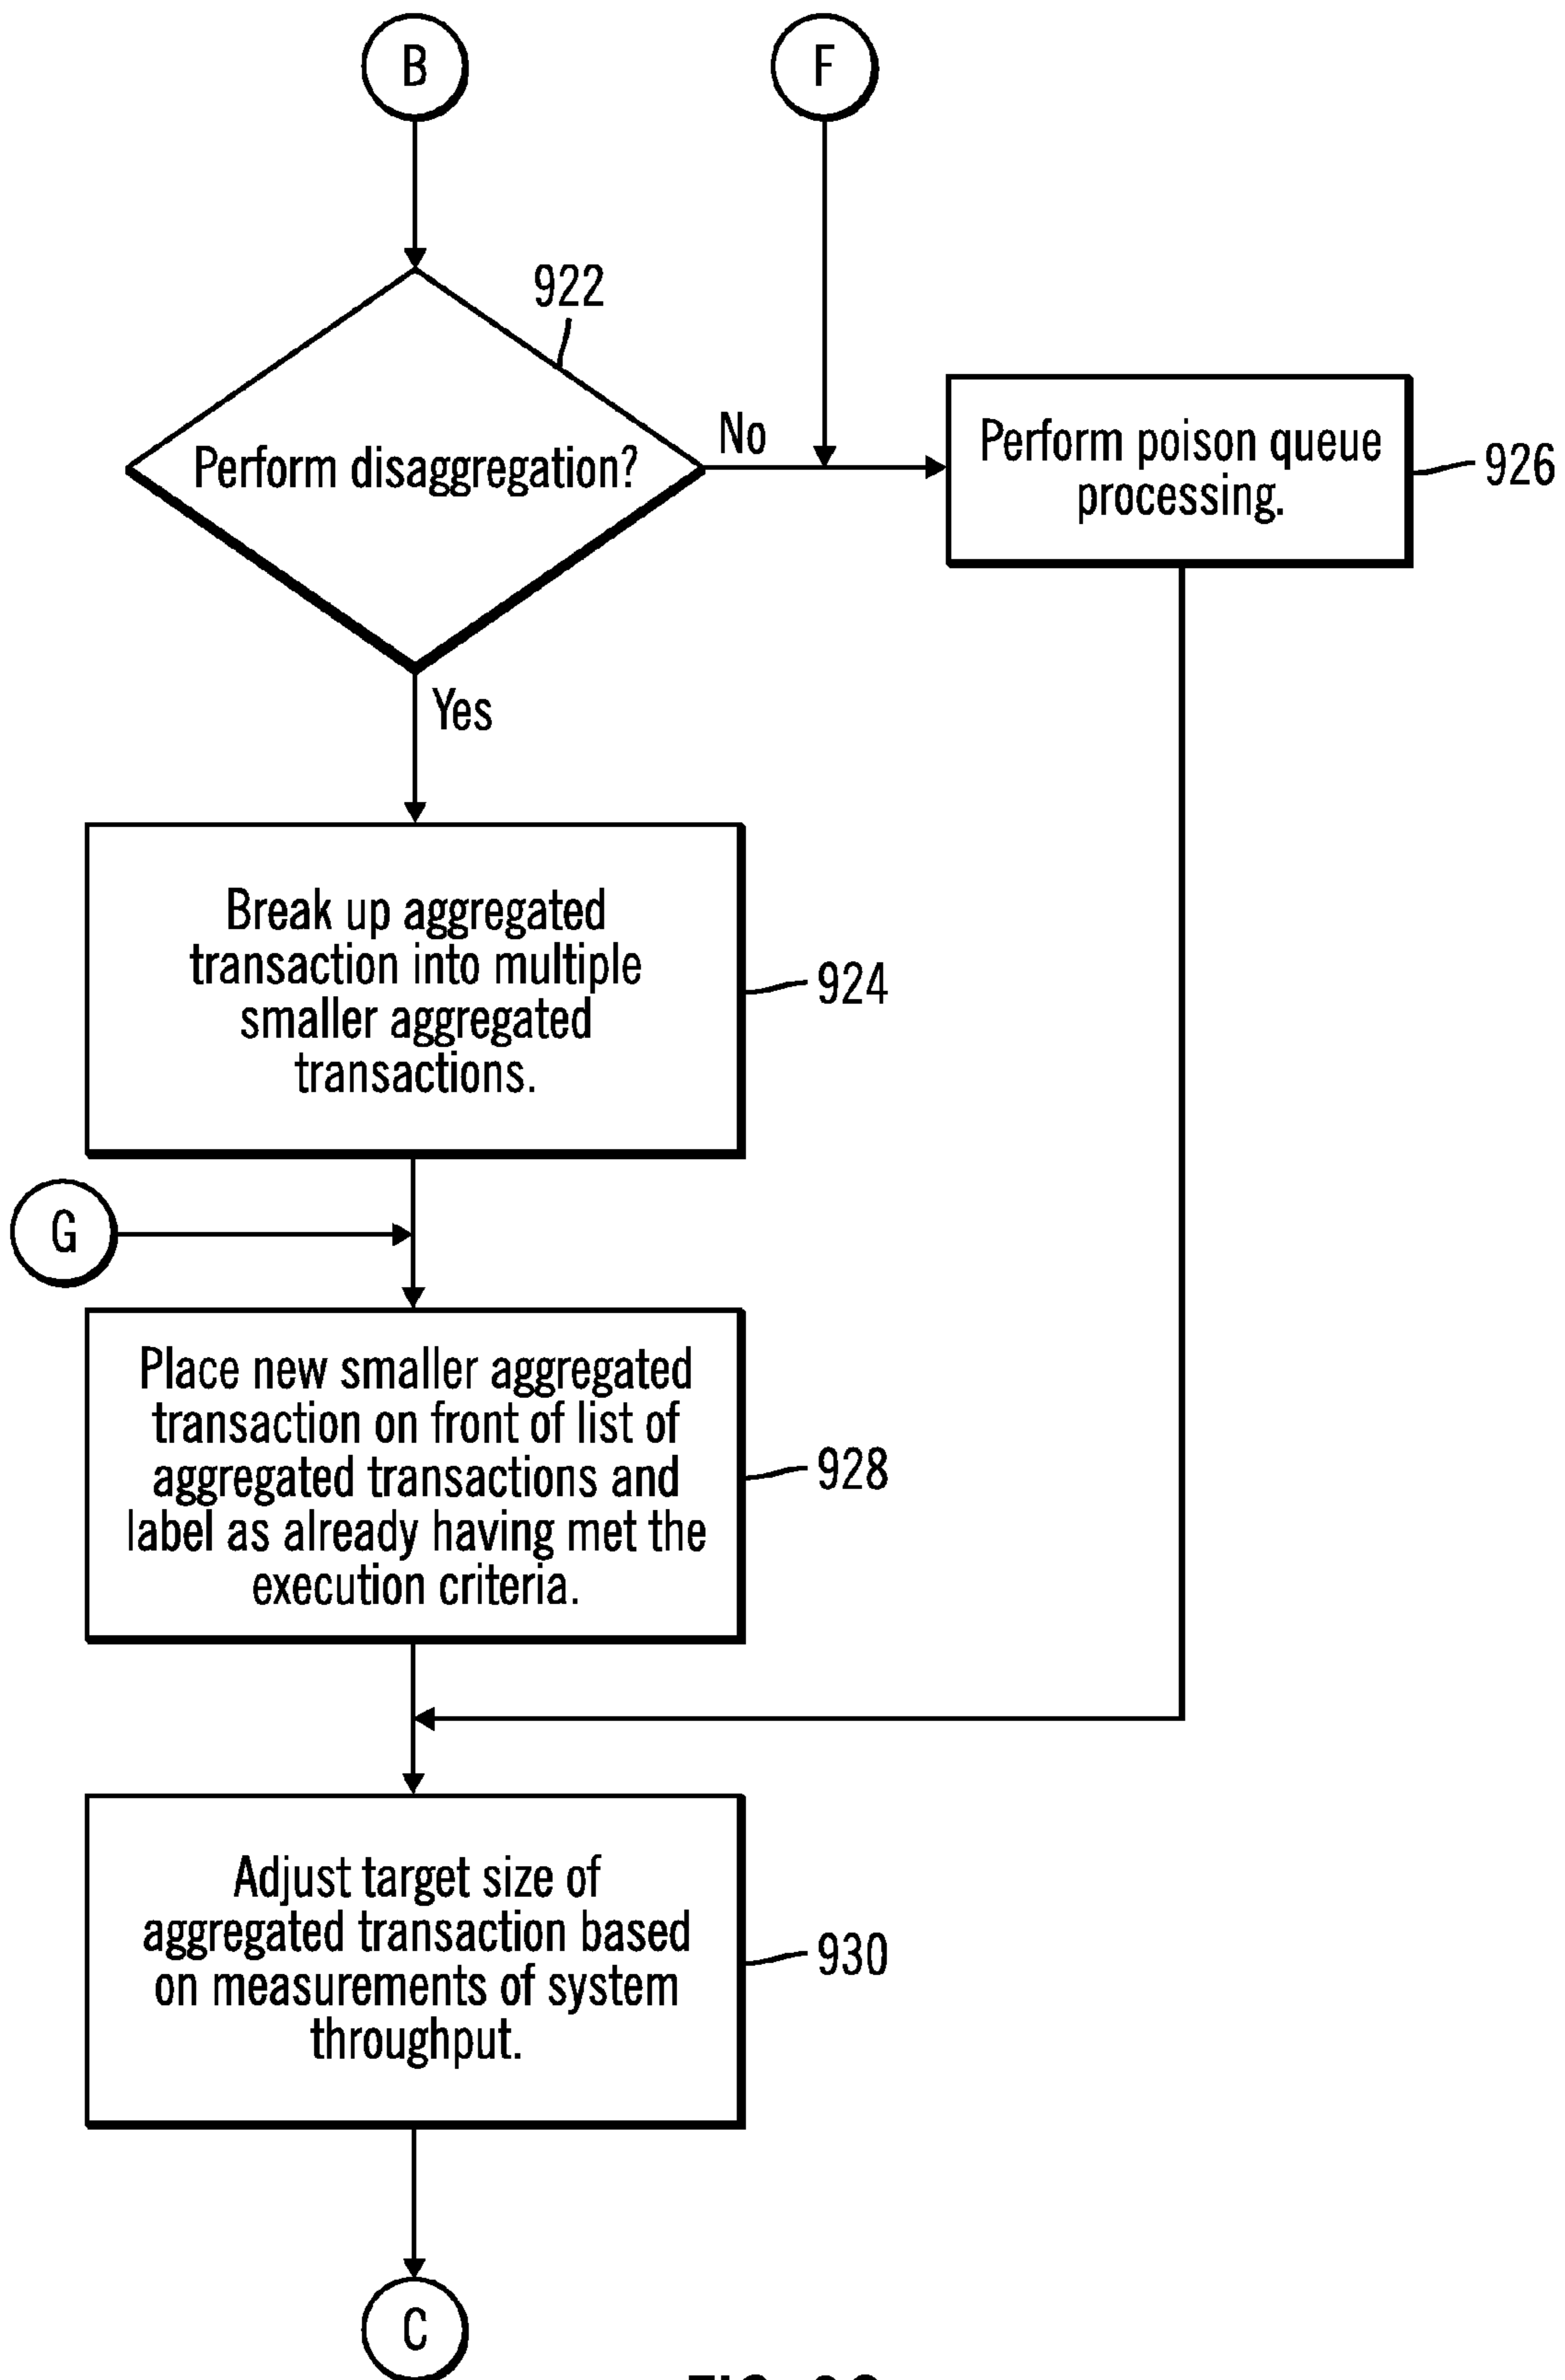 B
F
922
Perform disaggregation?
No
Perform poison queue
processing.
926
Yes
Break up aggregated
transaction into multiple
smaller aggregated
transactions.
924
G
Place new smaller aggregated
transaction on front of list of
aggregated transactions and
label as already having met the
execution criteria.
928
Adjust target size of
aggregated transaction based
on measurements of system
throughput.
930
C